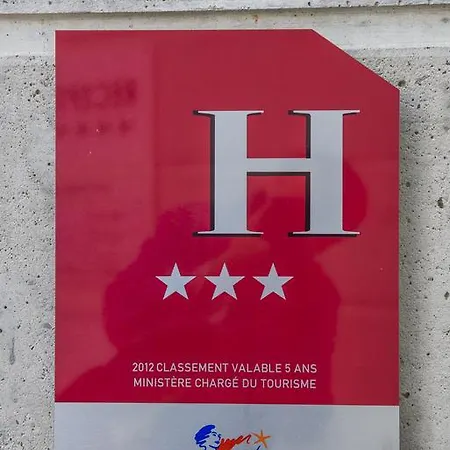 H
2012 CLASSEMENT VALABLE 5 ANS
MINISTÈRE CHARGÉ DU TOURISME